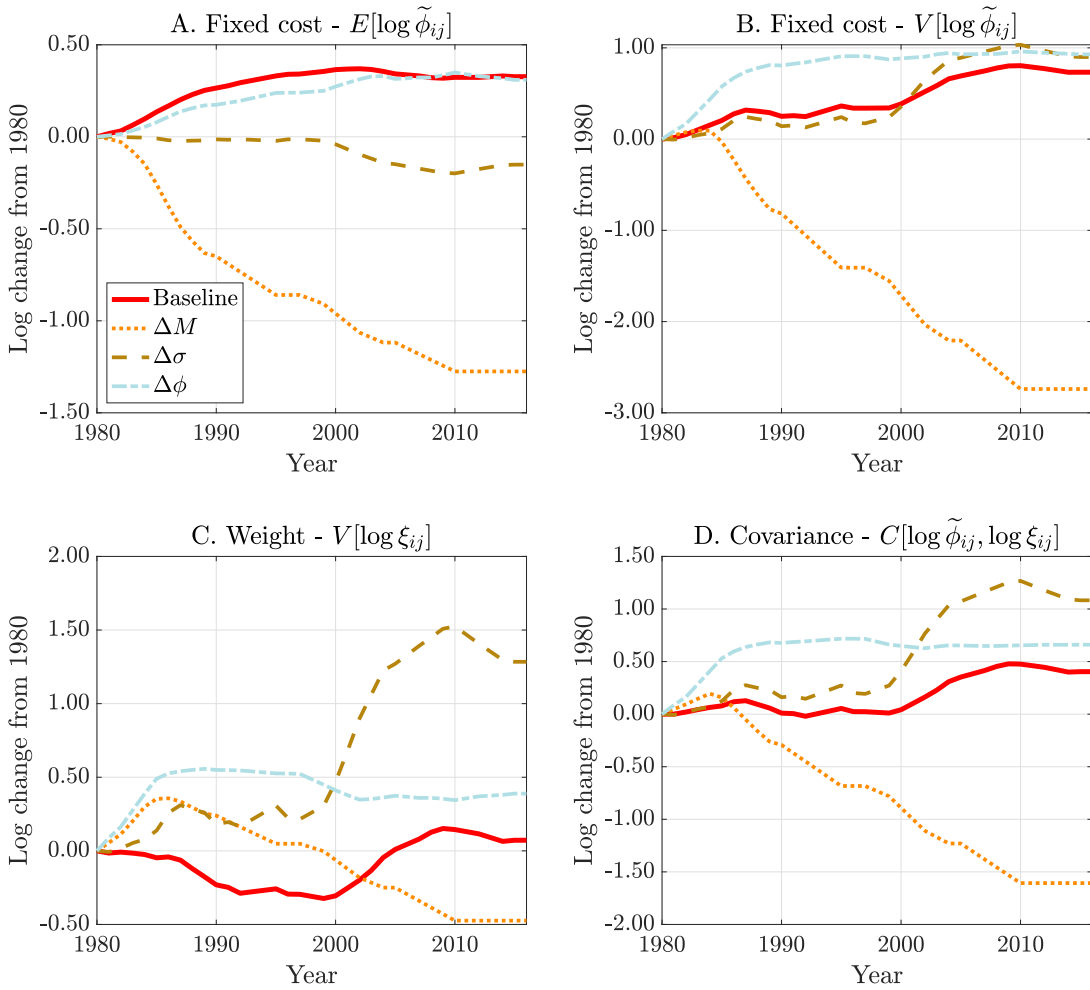 A. Fixed cost - E[log ϕ̃ij]
Log change from 1980
0.50
0.00
-0.50
-1.00
-1.50
Baseline
ΔM
Δσ
Δϕ
1980 1990 2000 2010
Year
B. Fixed cost - V[log ϕ̃ij]
Log change from 1980
1.00
0.00
-1.00
-2.00
-3.00
1980 1990 2000 2010
Year
C. Weight - V[log ξij]
Log change from 1980
2.00
1.50
1.00
0.50
0.00
-0.50
1980 1990 2000 2010
Year
D. Covariance - C[log ϕ̃ij, log ξij]
Log change from 1980
1.50
1.00
0.50
0.00
-0.50
-1.00
-1.50
-2.00
1980 1990 2000 2010
Year